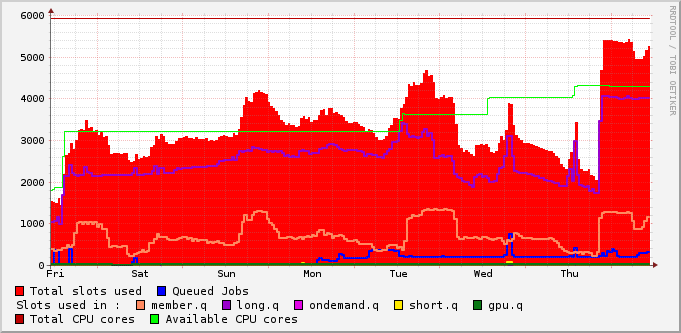 RRDTOOL / TOBI OETIKER
6000
5000
4000
3000
2000
1000
0
Fri Sat Sun Mon Tue Wed Thu
Total slots used Queued Jobs
Slots used in : member.q long.q ondemand.q short.q gpu.q
Total CPU cores Available CPU cores